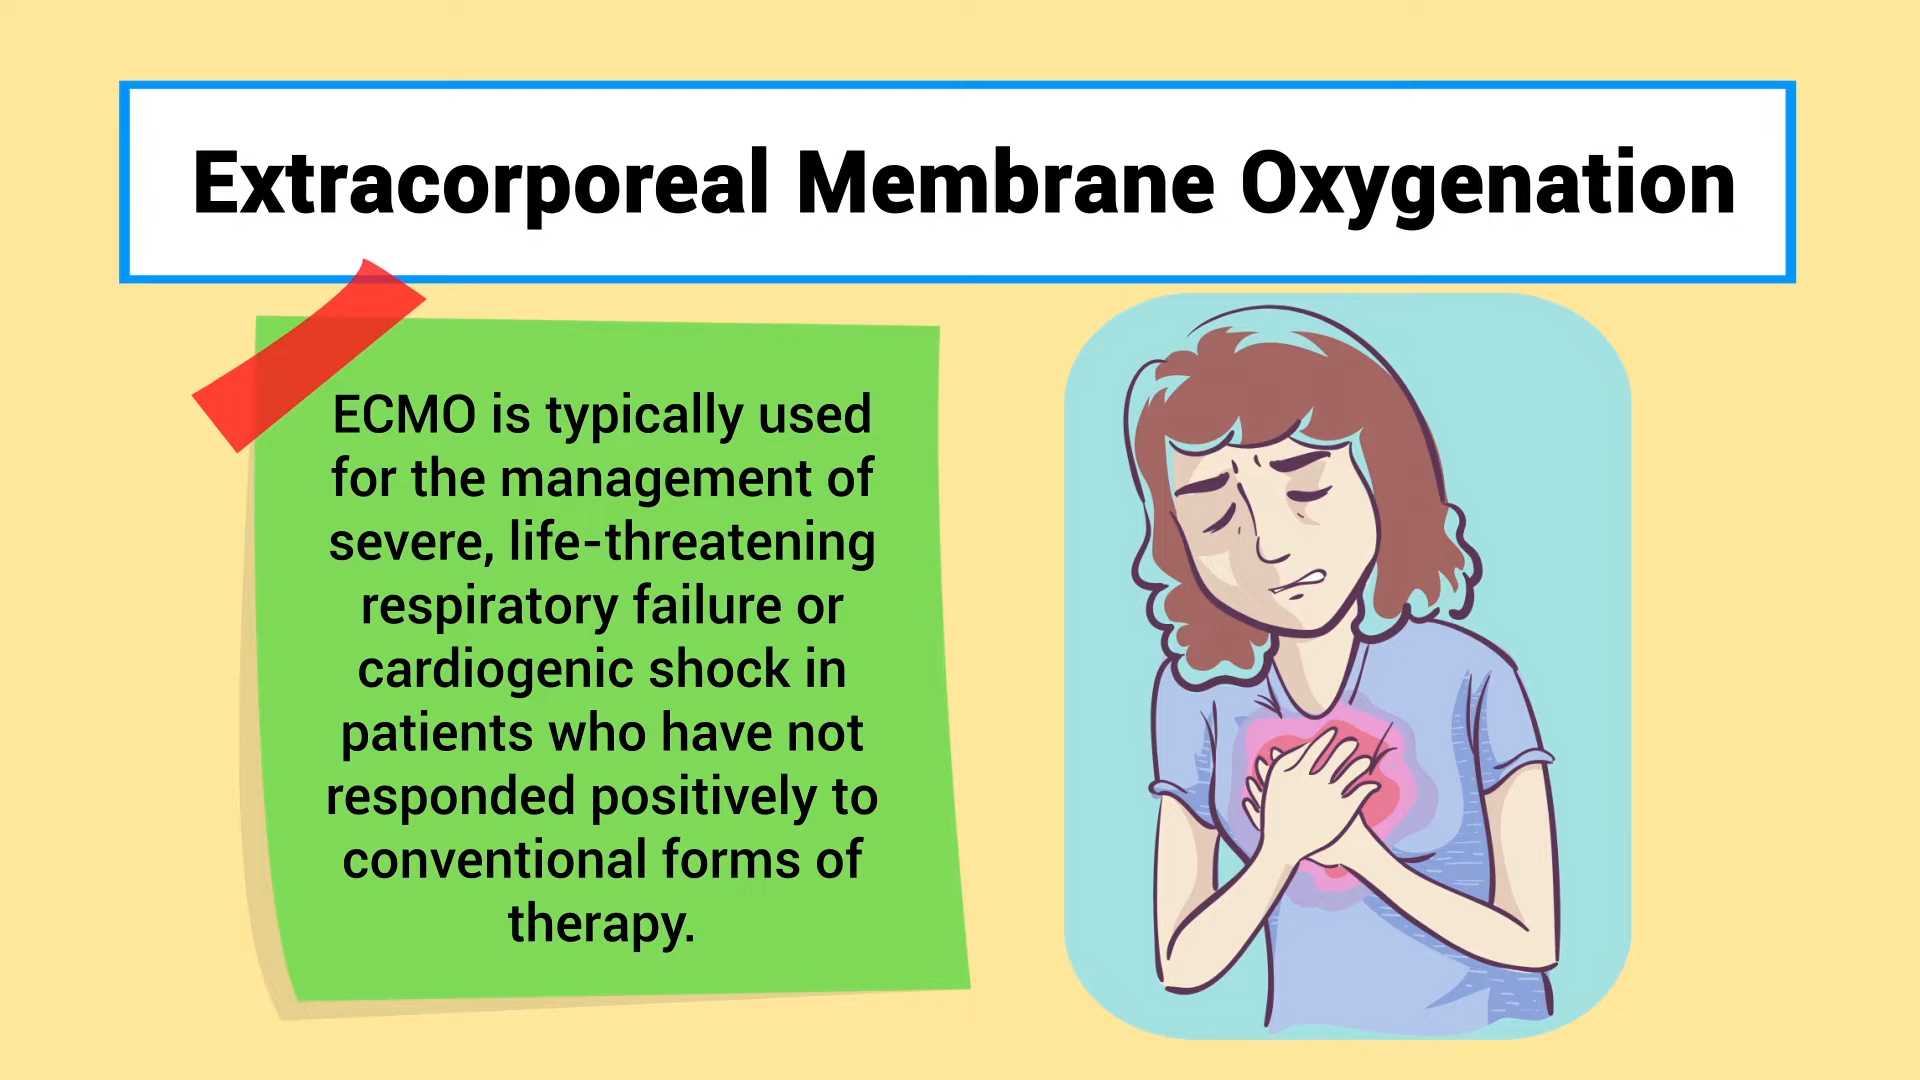 Extracorporeal Membrane Oxygenation
ECMO is typically used
for the management of
severe, life-threatening
respiratory failure or
cardiogenic shock in
patients who have not
responded positively to
conventional forms of
therapy.